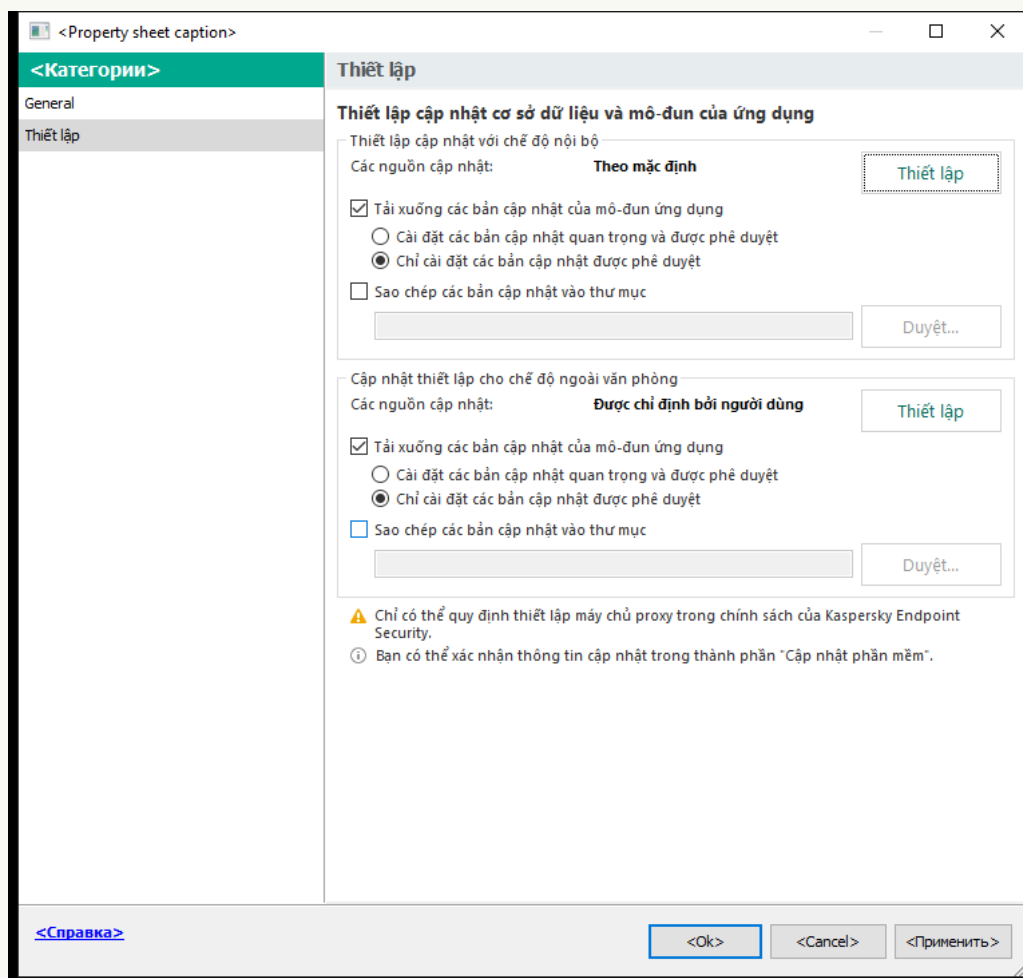 <Property sheet caption>
<Категории>
General
Thiết lập
Thiết lập
Thiết lập cập nhật cơ sở dữ liệu và mô-đun của ứng dụng
Thiết lập cập nhật với chế độ nội bộ
Các nguồn cập nhật: Theo mặc định Thiết lập
Tải xuống các bản cập nhật của mô-đun ứng dụng
Cài đặt các bản cập nhật quan trọng và được phê duyệt
Chỉ cài đặt các bản cập nhật được phê duyệt
Sao chép các bản cập nhật vào thư mục
Duyệt...
Cập nhật thiết lập cho chế độ ngoài văn phòng
Các nguồn cập nhật: Được chỉ định bởi người dùng Thiết lập
Tải xuống các bản cập nhật của mô-đun ứng dụng
Cài đặt các bản cập nhật quan trọng và được phê duyệt
Chỉ cài đặt các bản cập nhật được phê duyệt
Sao chép các bản cập nhật vào thư mục
Duyệt...
Chỉ có thể quy định thiết lập máy chủ proxy trong chính sách của Kaspersky Endpoint
Security.
Bạn có thể xác nhận thông tin cập nhật trong thành phần "Cập nhật phần mềm".
<Справка>
<Ok> <Cancel> <Применить>